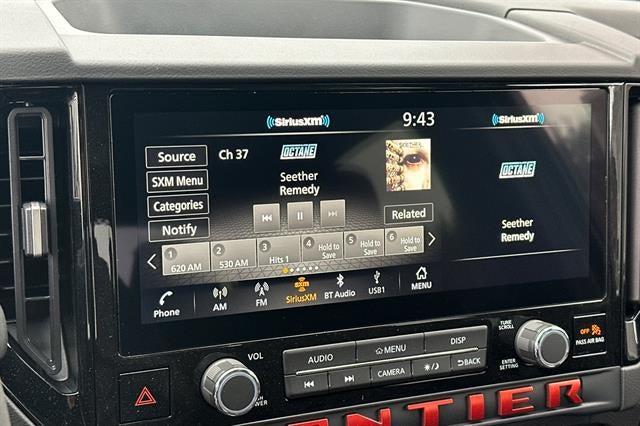 SiriusXM 9:43 SiriusXM
Source Ch 37 OCTANE
SXM Menu Seether
Remedy
Categories
Notify Related
1 2 3 4 Hold to Save 5 Hold to Save 6 Hold to Save
620 AM 530 AM Hits 1
Phone AM FM SiriusXM BT Audio USB1 MENU
OCTANE
Seether
Remedy
VOL AUDIO MENU DISP TUNE SCROLL
CAMERA BACK ENTER SETTING
OFF
PASS AIR BAG
NTIER